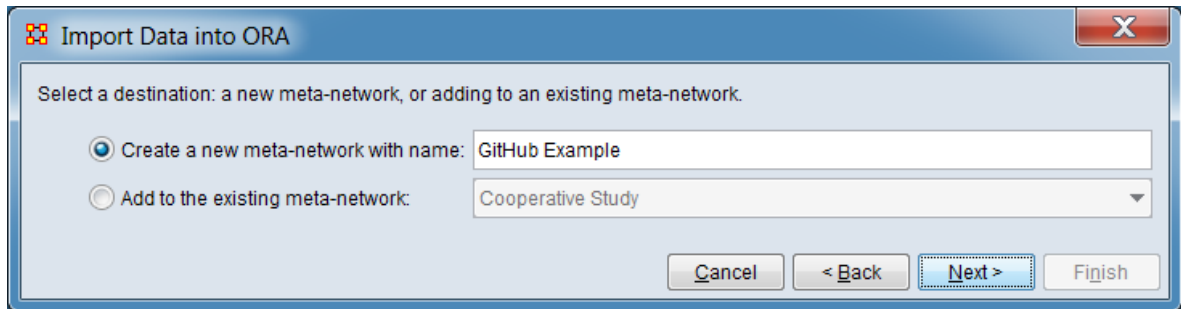 Import Data into ORA
X
Select a destination: a new meta-network, or adding to an existing meta-network.
Create a new meta-network with name: GitHub Example
Add to the existing meta-network: Cooperative Study
Cancel < Back Next > Finish